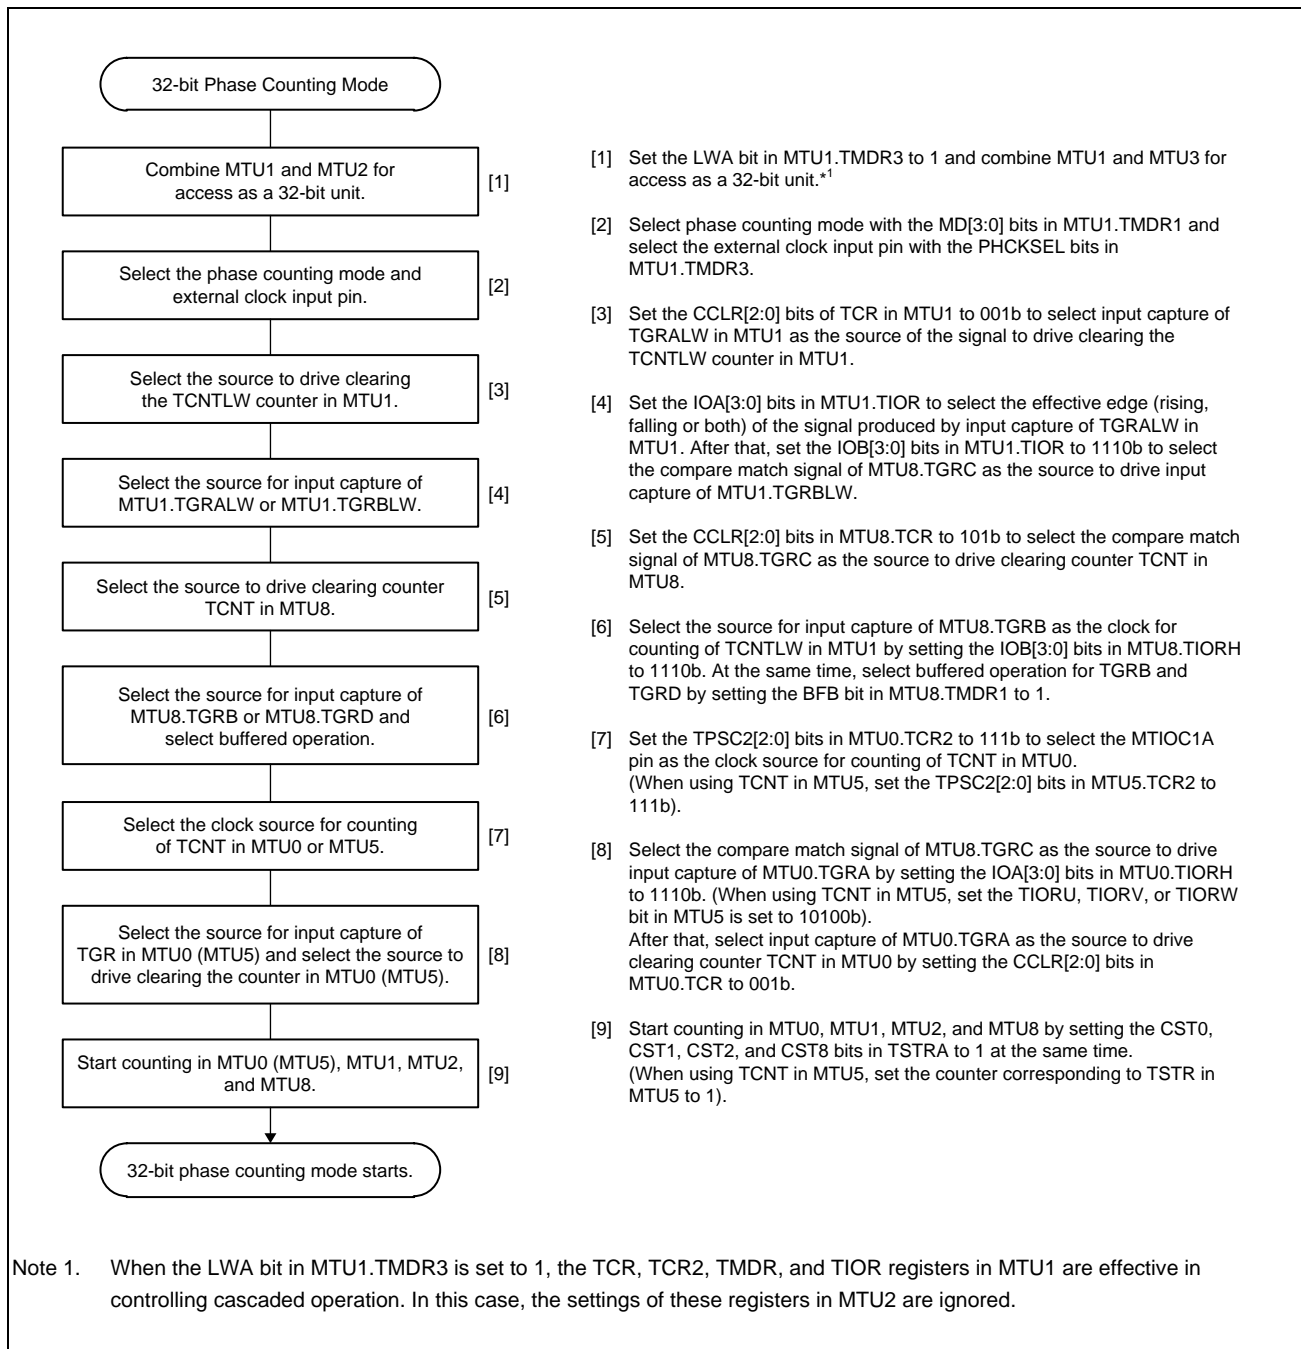 32-bit Phase Counting Mode
Combine MTU1 and MTU2 for
access as a 32-bit unit.
[1]
Select the phase counting mode and
external clock input pin.
[2]
Select the source to drive clearing
the TCNTLW counter in MTU1.
[3]
Select the source for input capture of
MTU1.TGRALW or MTU1.TGRBLW.
[4]
Select the source to drive clearing counter
TCNT in MTU8.
[5]
Select the source for input capture of
MTU8.TGRB or MTU8.TGRD and
select buffered operation.
[6]
Select the clock source for counting
of TCNT in MTU0 or MTU5.
[7]
Select the source for input capture of
TGR in MTU0 (MTU5) and select the source to
drive clearing the counter in MTU0 (MTU5).
[8]
Start counting in MTU0 (MTU5), MTU1, MTU2,
and MTU8.
[9]
32-bit phase counting mode starts.
[1] Set the LWA bit in MTU1.TMDR3 to 1 and combine MTU1 and MTU3 for
access as a 32-bit unit.*1
[2] Select phase counting mode with the MD[3:0] bits in MTU1.TMDR1 and
select the external clock input pin with the PHCKSEL bits in
MTU1.TMDR3.
[3] Set the CCLR[2:0] bits of TCR in MTU1 to 001b to select input capture of
TGRALW in MTU1 as the source of the signal to drive clearing the
TCNTLW counter in MTU1.
[4] Set the IOA[3:0] bits in MTU1.TIOR to select the effective edge (rising,
falling or both) of the signal produced by input capture of TGRALW in
MTU1. After that, set the IOB[3:0] bits in MTU1.TIOR to 1110b to select
the compare match signal of MTU8.TGRC as the source to drive input
capture of MTU1.TGRBLW.
[5] Set the CCLR[2:0] bits in MTU8.TCR to 101b to select the compare match
signal of MTU8.TGRC as the source to drive clearing counter TCNT in
MTU8.
[6] Select the source for input capture of MTU8.TGRB as the clock for
counting of TCNTLW in MTU1 by setting the IOB[3:0] bits in MTU8.TIORH
to 1110b. At the same time, select buffered operation for TGRB and
TGRD by setting the BFB bit in MTU8.TMDR1 to 1.
[7] Set the TPSC2[2:0] bits in MTU0.TCR2 to 111b to select the MTIOC1A
pin as the clock source for counting of TCNT in MTU0.
(When using TCNT in MTU5, set the TPSC2[2:0] bits in MTU5.TCR2 to
111b).
[8] Select the compare match signal of MTU8.TGRC as the source to drive
input capture of MTU0.TGRA by setting the IOA[3:0] bits in MTU0.TIORH
to 1110b. (When using TCNT in MTU5, set the TIORU, TIORV, or TIORW
bit in MTU5 is set to 10100b).
After that, select input capture of MTU0.TGRA as the source to drive
clearing counter TCNT in MTU0 by setting the CCLR[2:0] bits in
MTU0.TCR to 001b.
[9] Start counting in MTU0, MTU1, MTU2, and MTU8 by setting the CST0,
CST1, CST2, and CST8 bits in TSTRA to 1 at the same time.
(When using TCNT in MTU5, set the counter corresponding to TSTR in
MTU5 to 1).
Note 1. When the LWA bit in MTU1.TMDR3 is set to 1, the TCR, TCR2, TMDR, and TIOR registers in MTU1 are effective in
controlling cascaded operation. In this case, the settings of these registers in MTU2 are ignored.